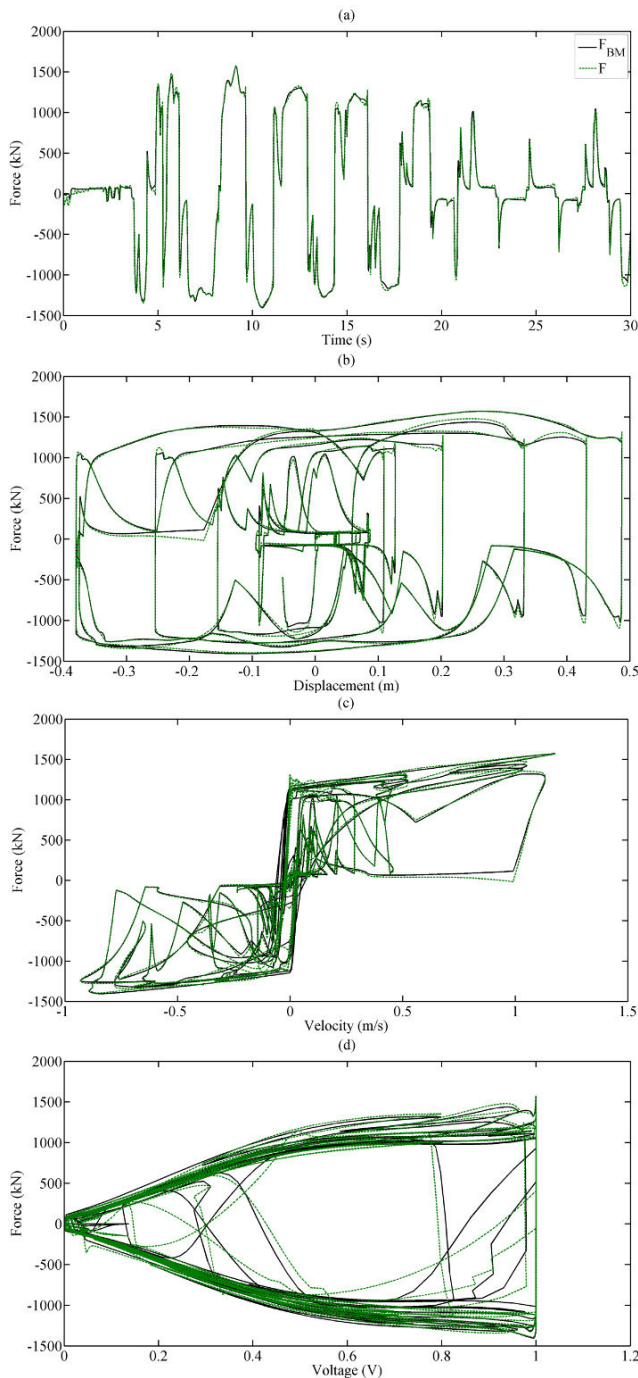 (a)
2000
1500
1000
500
0
-500
-1000
-1500
Force (kN)
F_BM
F
0 5 10 15 20 25 30
Time (s)
(b)
2000
1500
1000
500
0
-500
-1000
-1500
Force (kN)
-0.4 -0.3 -0.2 -0.1 0 0.1 0.2 0.3 0.4 0.5
Displacement (m)
(c)
2000
1500
1000
500
0
-500
-1000
-1500
Force (kN)
-1 -0.5 0 0.5 1 1.5
Velocity (m/s)
(d)
2000
1500
1000
500
0
-500
-1000
-1500
Force (kN)
0 0.2 0.4 0.6 0.8 1 1.2
Voltage (V)